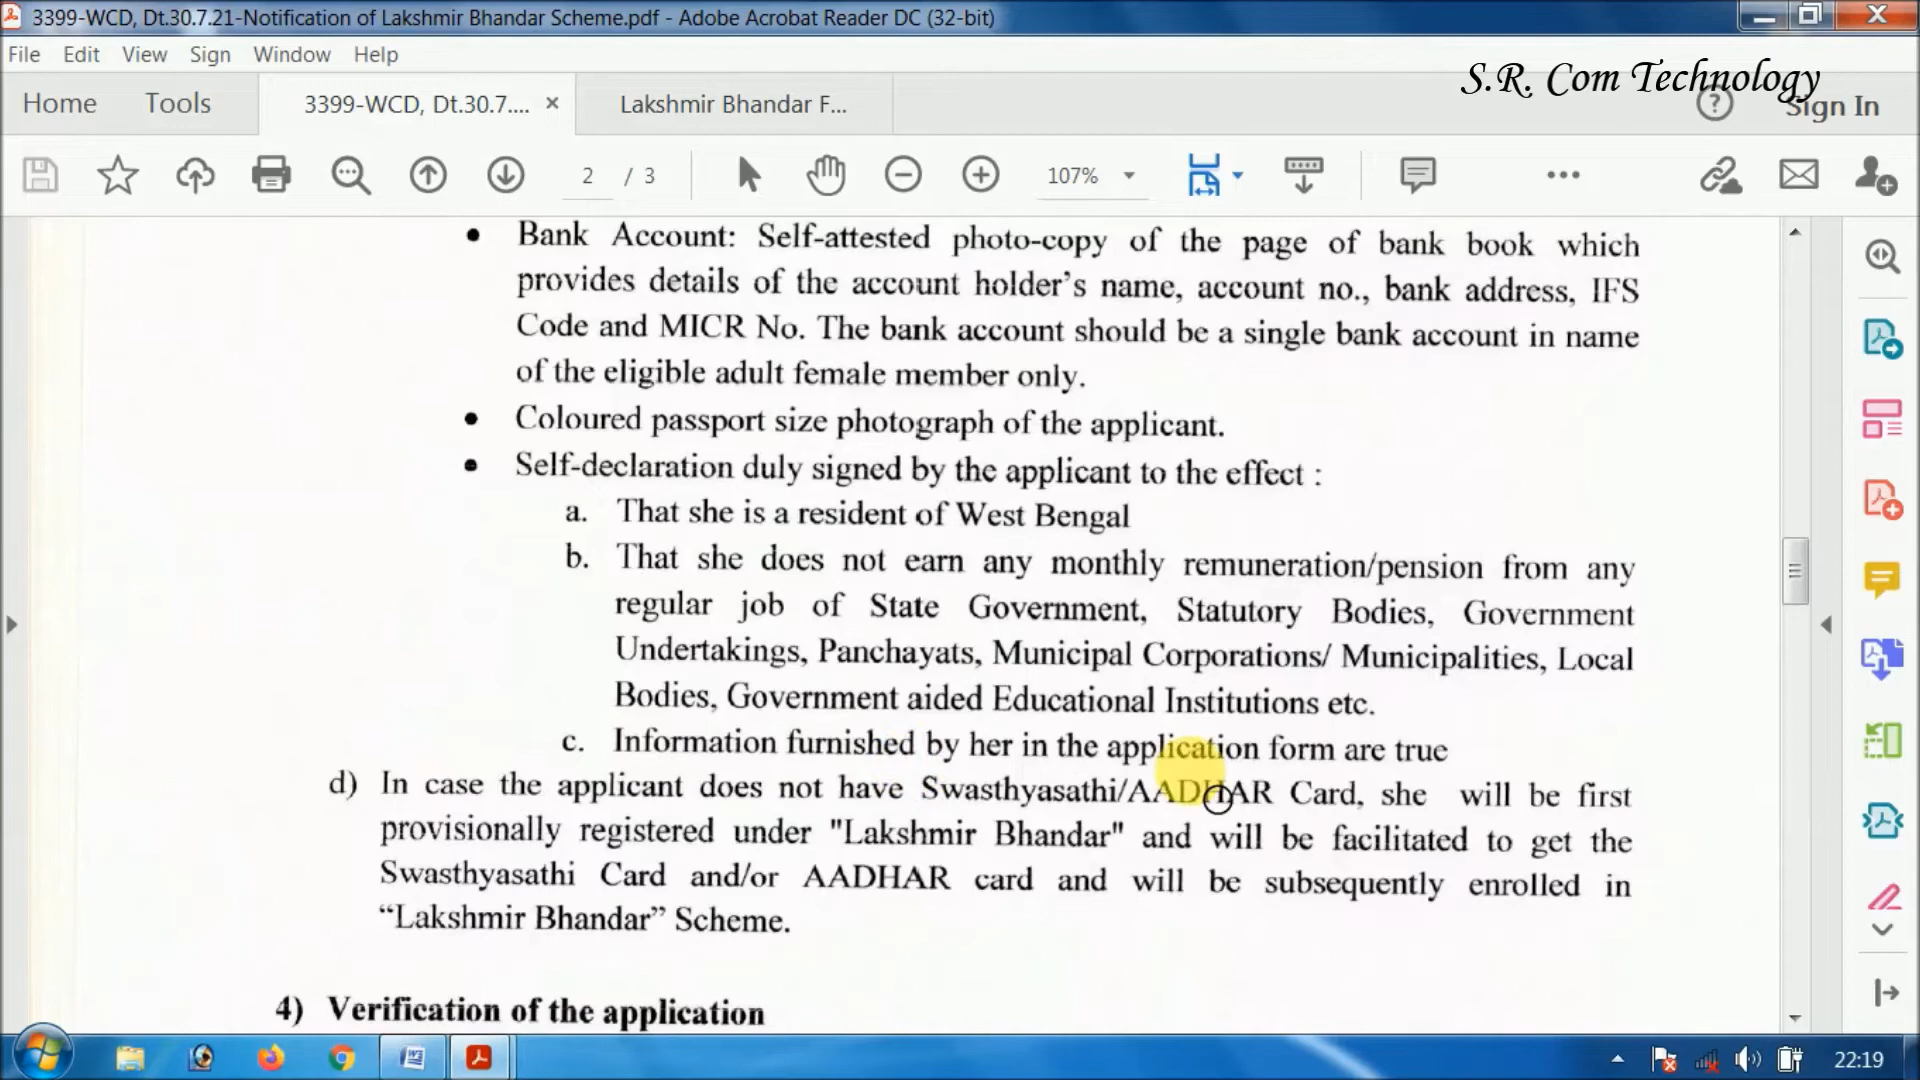 3399-WCD, Dt.30.7.21-Notification of Lakshmir Bhandar Scheme.pdf - Adobe Acrobat Reader DC (32-bit)
File Edit View Sign Window Help
S.R. Com Technology
Home Tools 3399-WCD, Dt.30.7.... Lakshmir Bhandar F... Sign In
2 / 3 107%
• Bank Account: Self-attested photo-copy of the page of bank book which
provides details of the account holder's name, account no., bank address, IFS
Code and MICR No. The bank account should be a single bank account in name
of the eligible adult female member only.
• Coloured passport size photograph of the applicant.
• Self-declaration duly signed by the applicant to the effect :
a. That she is a resident of West Bengal
b. That she does not earn any monthly remuneration/pension from any
regular job of State Government, Statutory Bodies, Government
Undertakings, Panchayats, Municipal Corporations/ Municipalities, Local
Bodies, Government aided Educational Institutions etc.
c. Information furnished by her in the application form are true
d) In case the applicant does not have Swasthyasathi/AADHAR Card, she will be first
provisionally registered under "Lakshmir Bhandar" and will be facilitated to get the
Swasthyasathi Card and/or AADHAR card and will be subsequently enrolled in
“Lakshmir Bhandar” Scheme.
4) Verification of the application
22:19